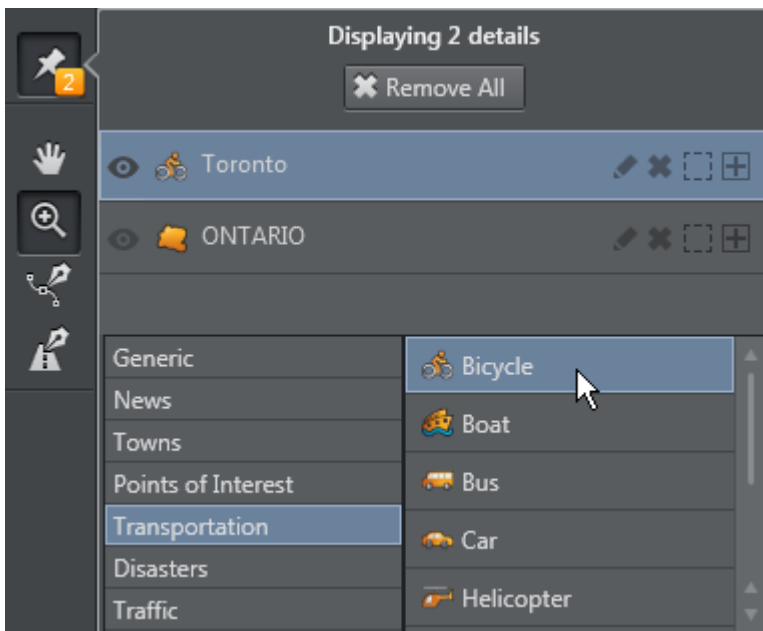 Displaying 2 details
2
Remove All
Toronto
ONTARIO
Generic
News
Towns
Points of Interest
Transportation
Disasters
Traffic
Bicycle
Boat
Bus
Car
Helicopter